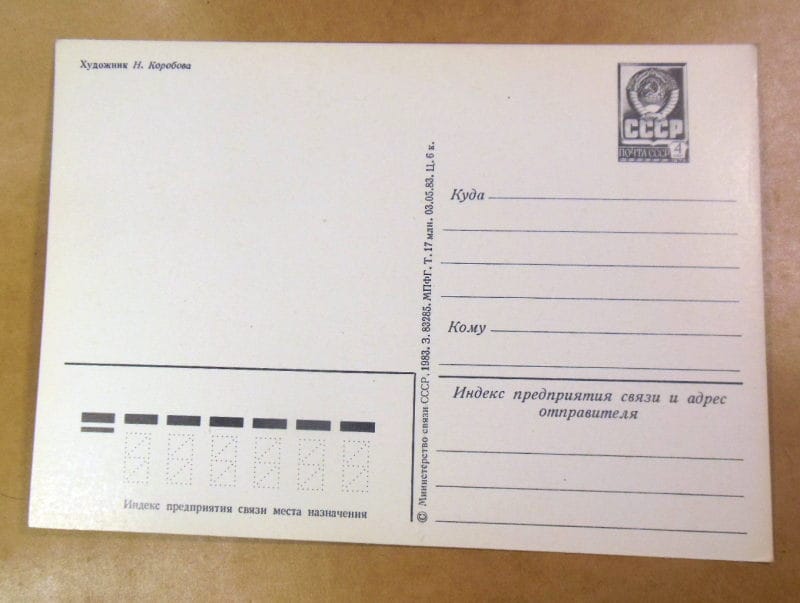 Художник Н. Коробова
СССР
ПОЧТА СССР 4
Куда
Кому
© Министерство связи СССР. 1983. З. 83285. МПФГ. Т. 17 млн. 03.05.83. Ц. 6 к.
Индекс предприятия связи и адрес
отправителя
Индекс предприятия связи места назначения